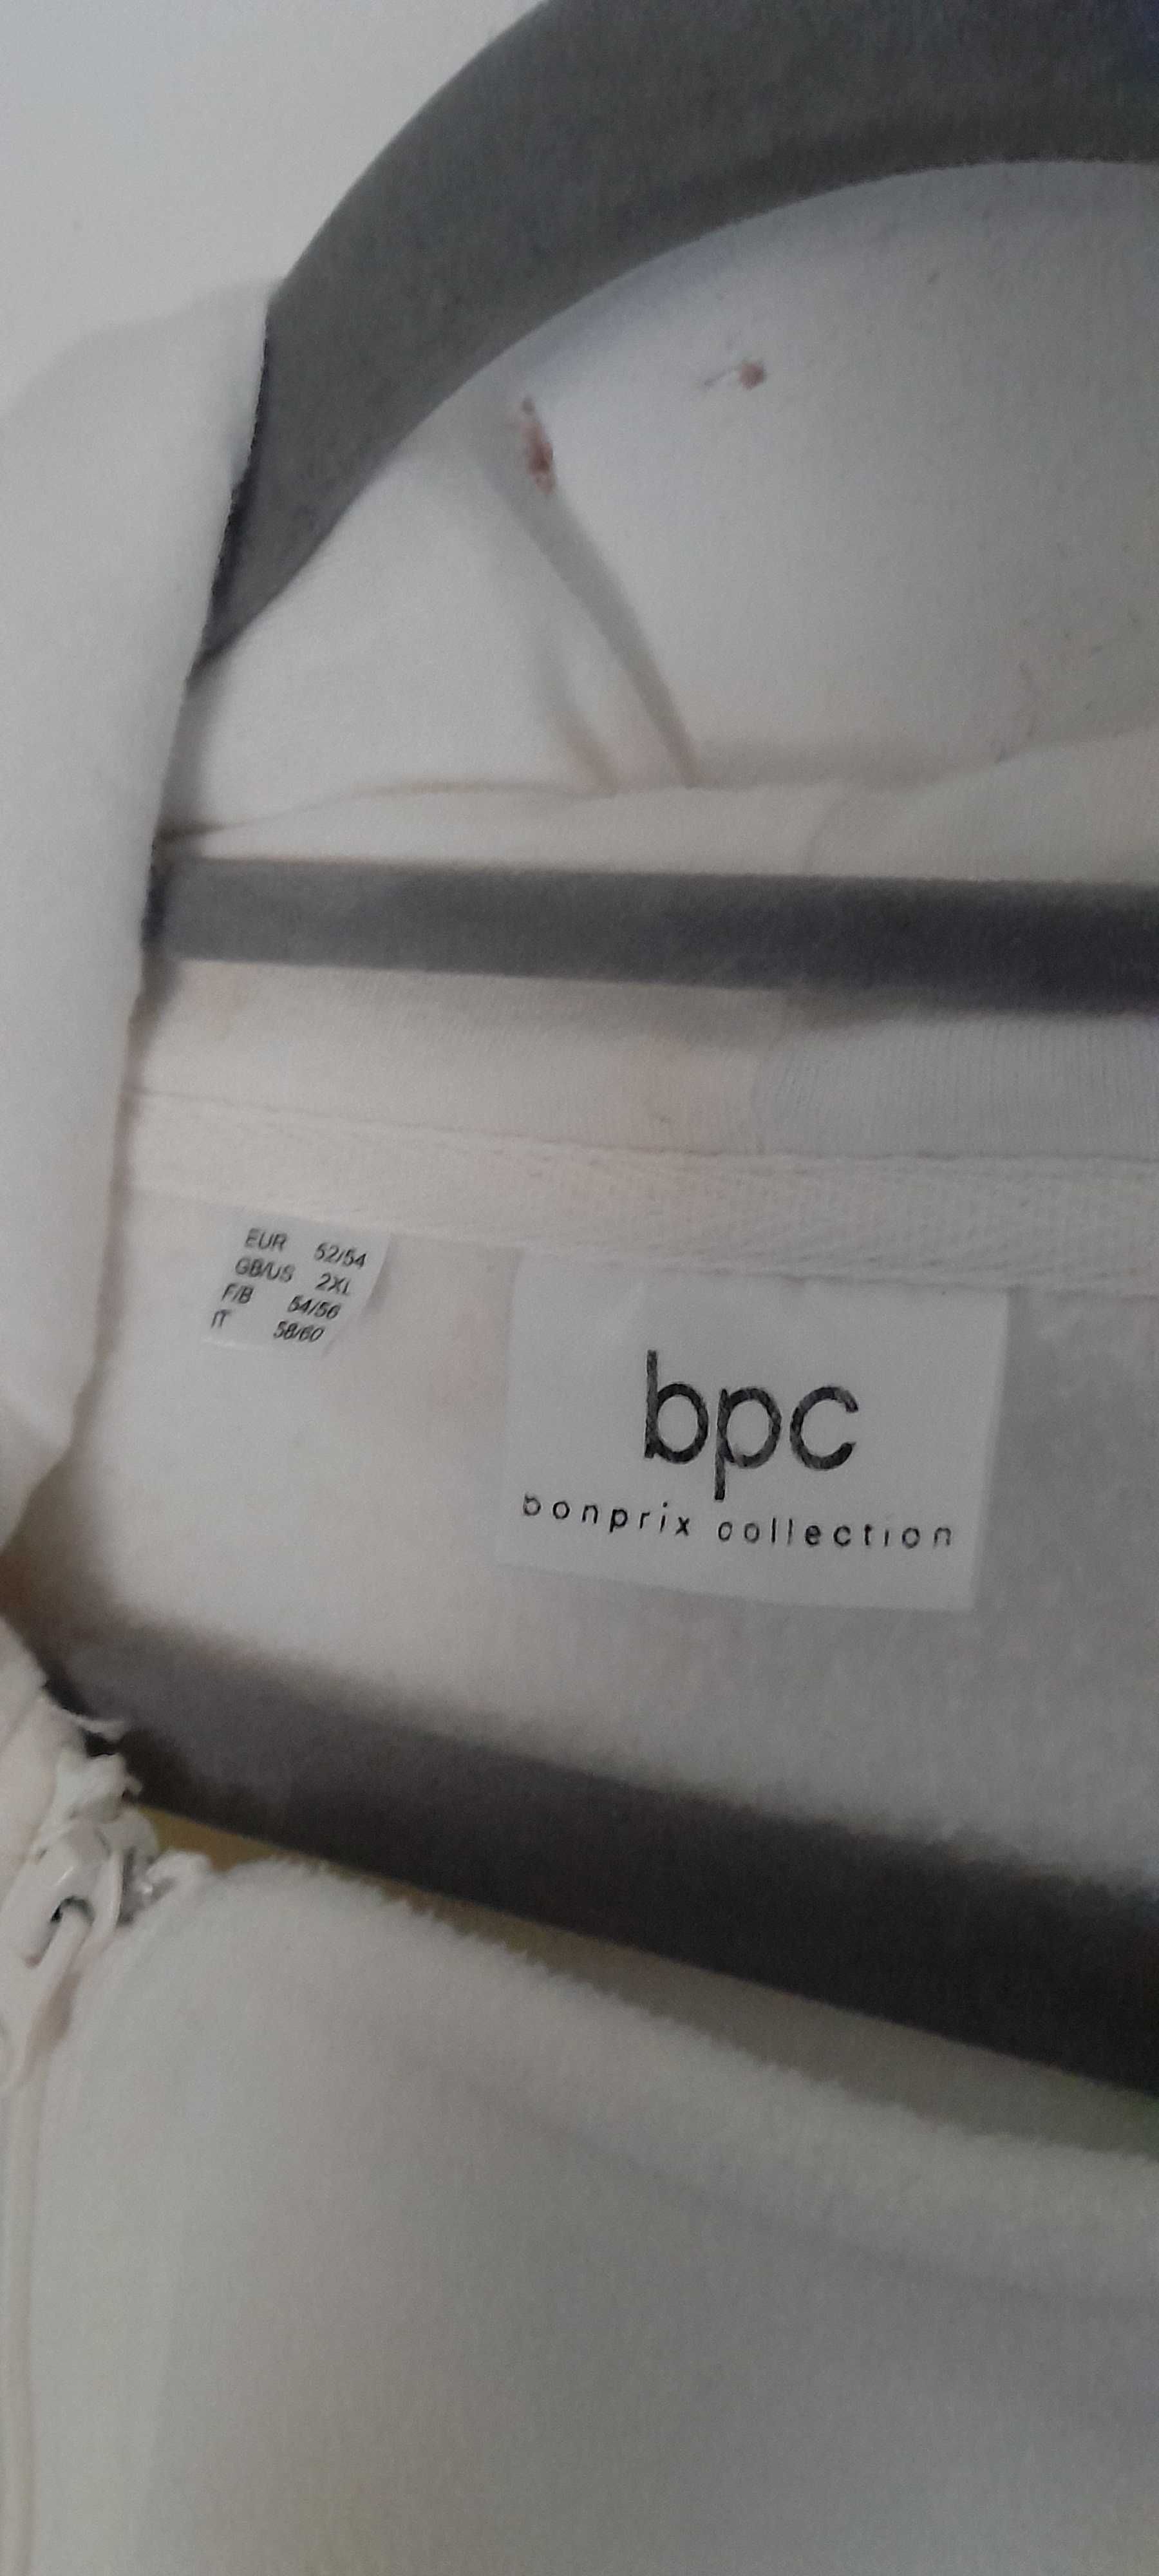 EUR 52/54
GB/US 2XL
F/B 54/56
IT 58/60
bpc
bonprix collection